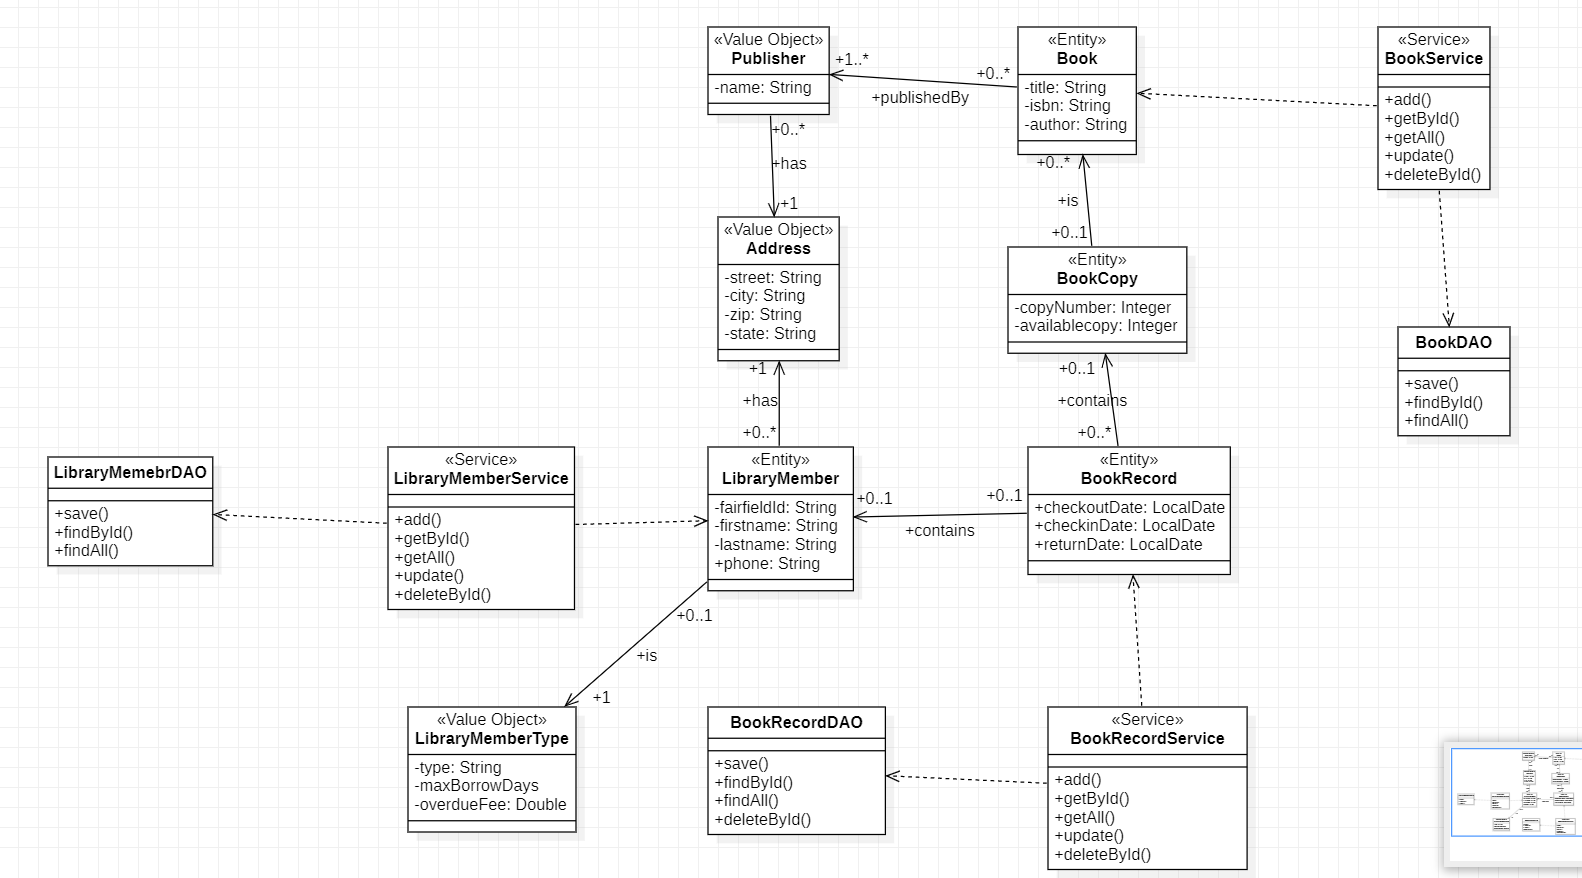 «Value Object»
Publisher
-name: String
+1..*
+0..*
+publishedBy
«Entity»
Book
-title: String
-isbn: String
-author: String
«Service»
BookService
+add()
+getById()
+getAll()
+update()
+deleteById()
+0..*
+has
+1
+0..*
+is
+0..1
«Value Object»
Address
-street: String
-city: String
-zip: String
-state: String
«Entity»
BookCopy
-copyNumber: Integer
-availablecopy: Integer
BookDAO
+save()
+findById()
+findAll()
+1
+has
+0..*
+0..1
+contains
+0..*
LibraryMemebrDAO
+save()
+findById()
+findAll()
«Service»
LibraryMemberService
+add()
+getById()
+getAll()
+update()
+deleteById()
«Entity»
LibraryMember
-fairfieldId: String
-firstname: String
-lastname: String
+phone: String
+0..1
+0..1
+contains
«Entity»
BookRecord
+checkoutDate: LocalDate
+checkinDate: LocalDate
+returnDate: LocalDate
+0..1
+is
+1
«Value Object»
LibraryMemberType
-type: String
-maxBorrowDays
-overdueFee: Double
BookRecordDAO
+save()
+findById()
+findAll()
+deleteById()
«Service»
BookRecordService
+add()
+getById()
+getAll()
+update()
+deleteById()